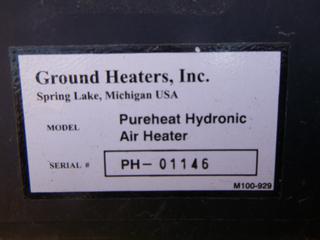 Ground Heaters, Inc.
Spring Lake, Michigan USA
MODEL Pureheat Hydronic
Air Heater
SERIAL # PH-01146
M100-929